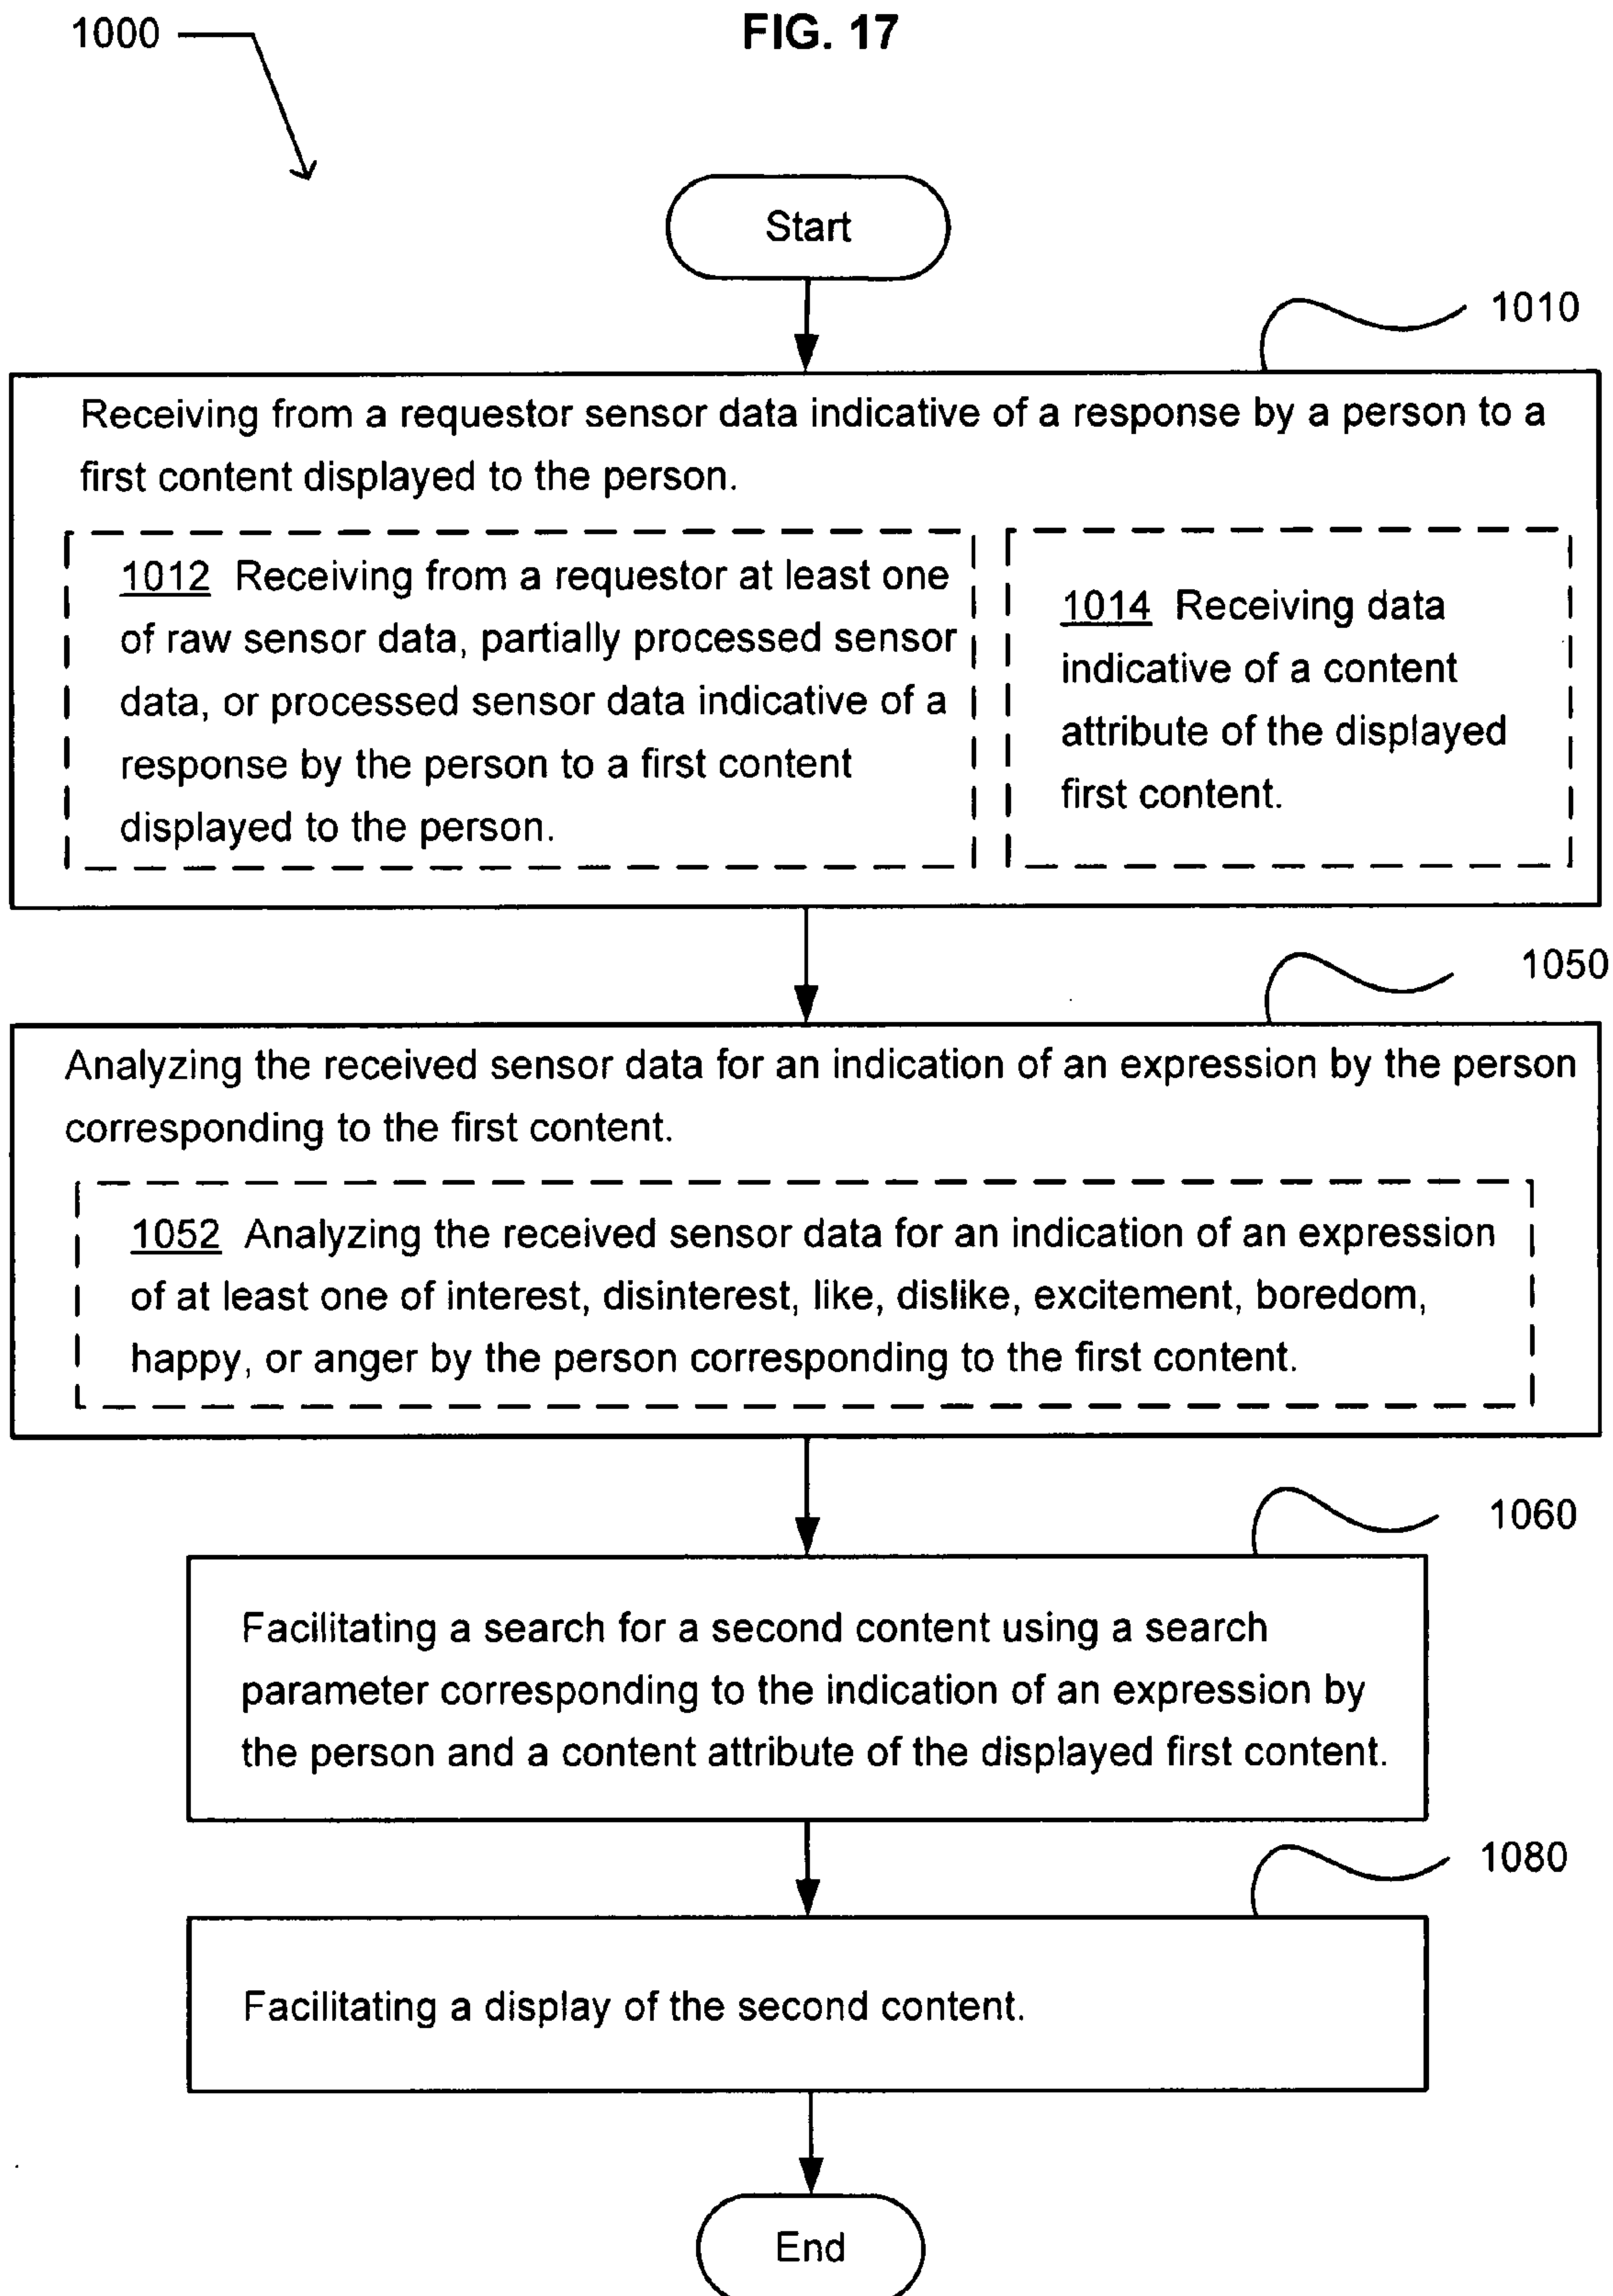 1000
FIG. 17
Start
1010
Receiving from a requestor sensor data indicative of a response by a person to a
first content displayed to the person.
1012 Receiving from a requestor at least one
of raw sensor data, partially processed sensor
data, or processed sensor data indicative of a
response by the person to a first content
displayed to the person.
1014 Receiving data
indicative of a content
attribute of the displayed
first content.
1050
Analyzing the received sensor data for an indication of an expression by the person
corresponding to the first content.
1052 Analyzing the received sensor data for an indication of an expression
of at least one of interest, disinterest, like, dislike, excitement, boredom,
happy, or anger by the person corresponding to the first content.
1060
Facilitating a search for a second content using a search
parameter corresponding to the indication of an expression by
the person and a content attribute of the displayed first content.
1080
Facilitating a display of the second content.
End